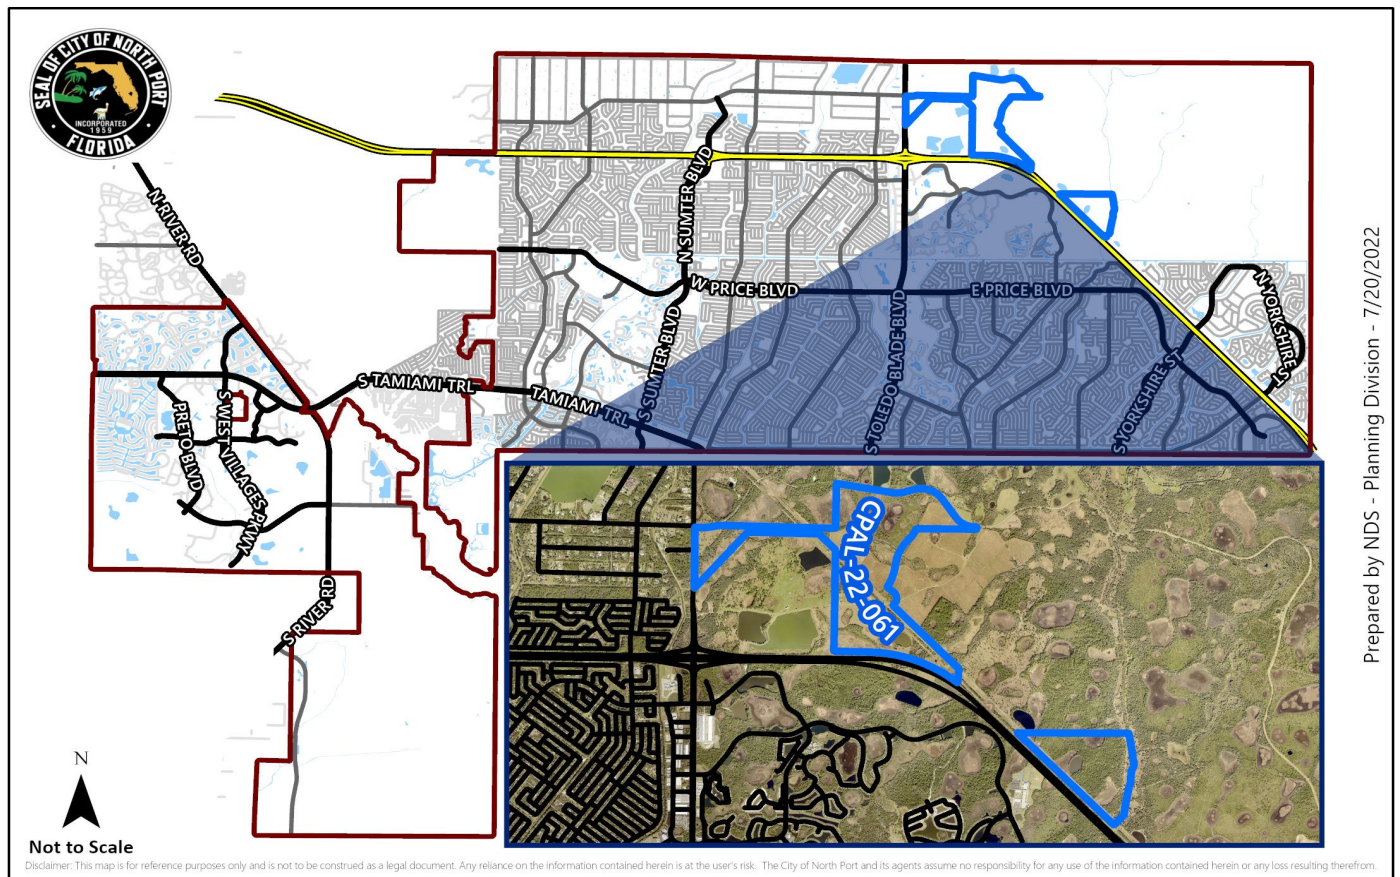 SEAL OF CITY OF NORTH PORT
INCORPORATED
1959
FLORIDA
N RIVER RD
N SUMTER BLVD
W PRICE BLVD
E PRICE BLVD
N YORKSHIRE ST
S SUMTER BLVD
S TOLEDO BLADE BLVD
S YORKSHIRE ST
S TAMIAMI TRL
TAMIAMI TRL
PRETO BLVD
S WEST VILLAGES PKWY
S RIVER RD
CPAL-22-061
Prepared by NDS - Planning Division - 7/20/2022
N
Not to Scale
Disclaimer: This map is for reference purposes only and is not to be construed as a legal document. Any reliance on the information contained herein is at the user's risk. The City of North Port and its agents assume no responsibility for any use of the information contained herein or any loss resulting therefrom.